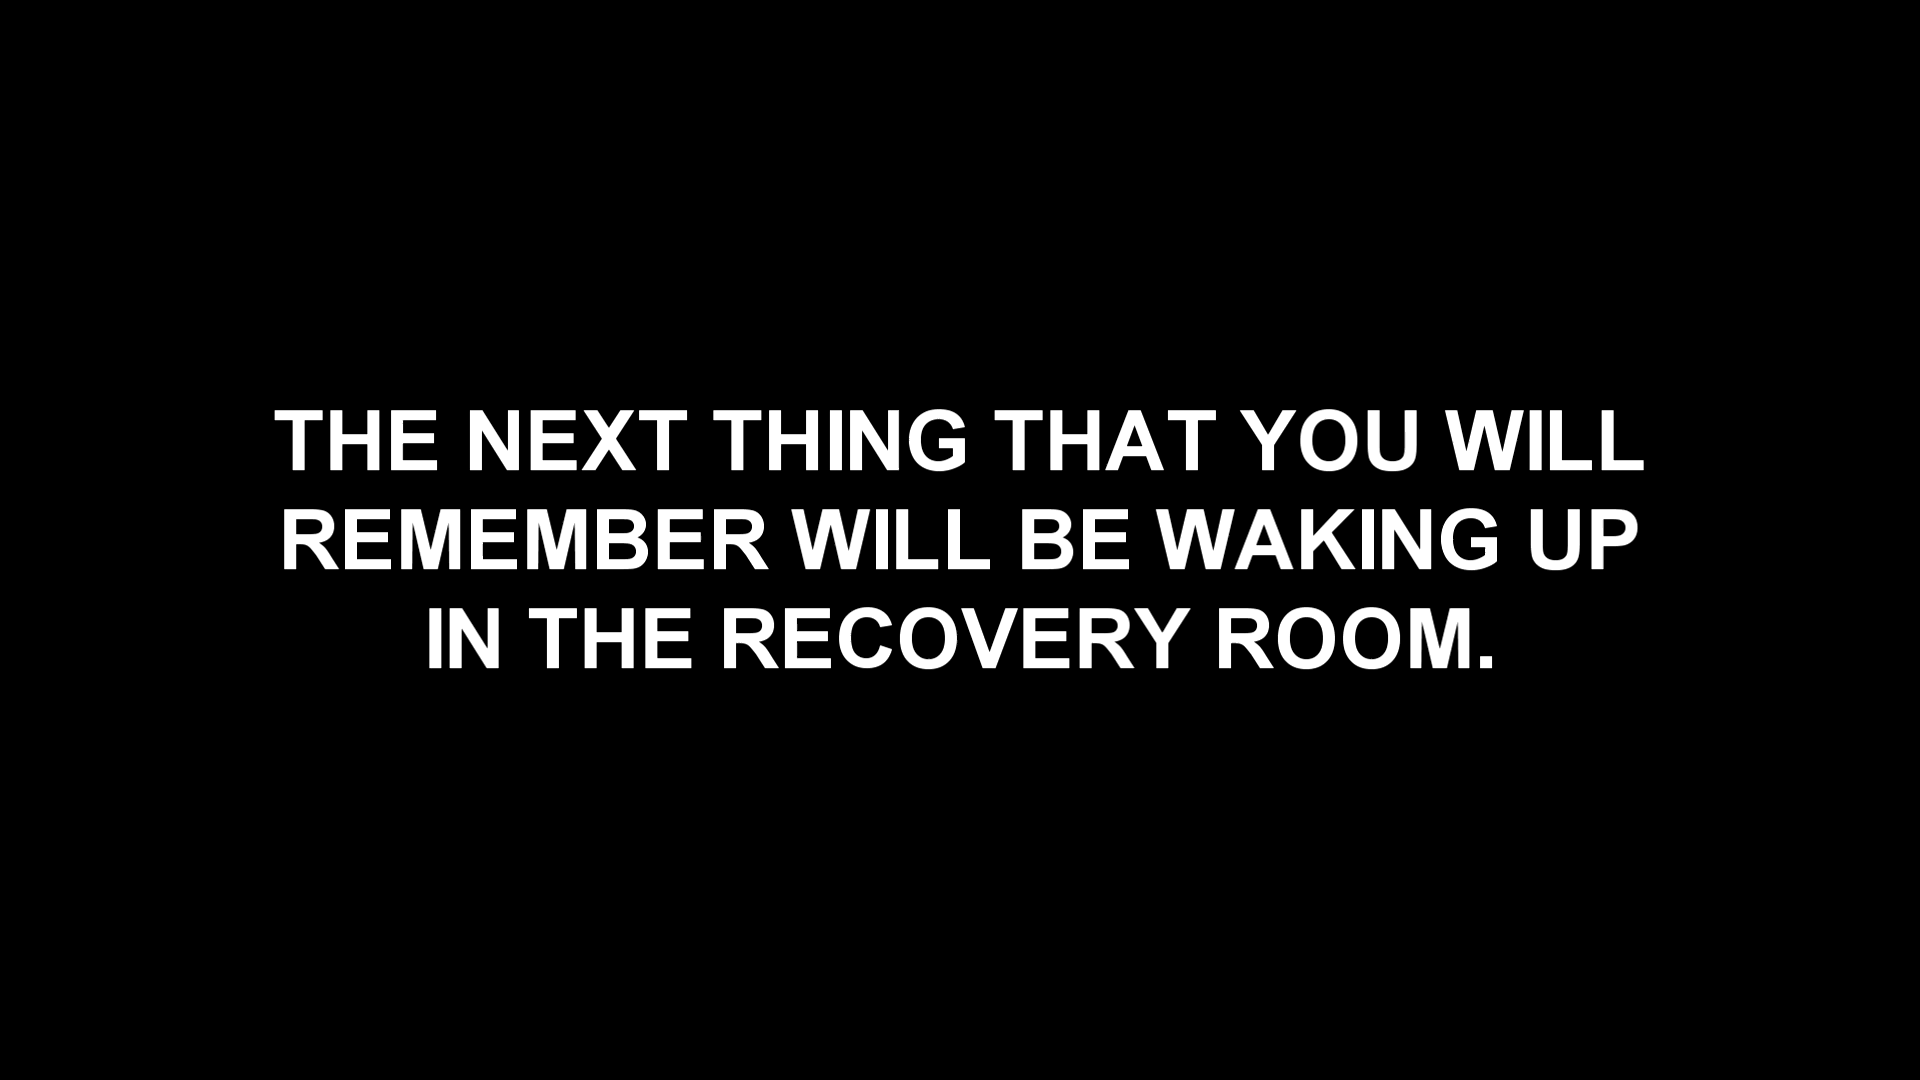 THE NEXT THING THAT YOU WILL
REMEMBER WILL BE WAKING UP
IN THE RECOVERY ROOM.